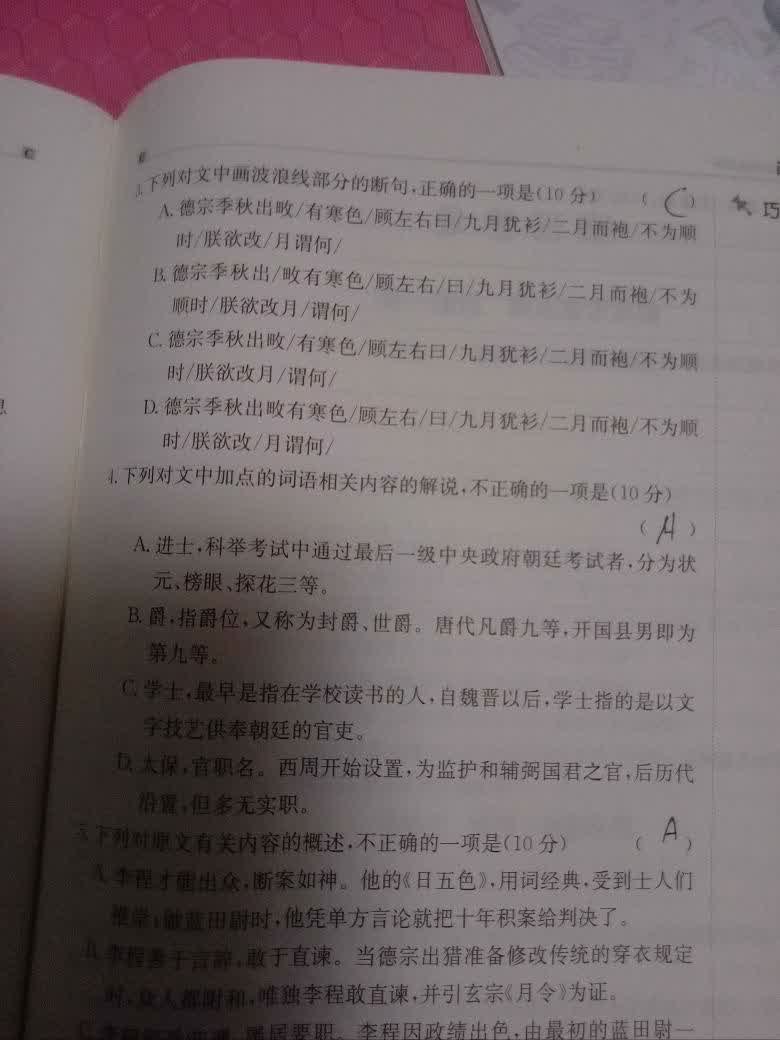 3.下列对文中画波浪线部分的断句,正确的一项是(10分) ( C )
A.德宗季秋出畋/有寒色/顾左右曰/九月犹衫/二月而袍/不为顺
时/朕欲改/月谓何/
B.德宗季秋出/畋有寒色/顾左右/曰/九月犹衫/二月而袍/不为
顺时/朕欲改月/谓何/
C.德宗季秋出畋/有寒色/顾左右曰/九月犹衫/二月而袍/不为顺
时/朕欲改月/谓何/
D.德宗季秋出畋有寒色/顾左右/曰/九月犹衫/二月而袍/不为顺
时/朕欲改/月谓何/
4.下列对文中加点的词语相关内容的解说,不正确的一项是(10分)
( A )
A.进士,科举考试中通过最后一级中央政府朝廷考试者,分为状
元、榜眼、探花三等。
B.爵,指爵位,又称为封爵、世爵。唐代凡爵九等,开国县男即为
第九等。
C.学士,最早是指在学校读书的人,自魏晋以后,学士指的是以文
字技艺供奉朝廷的官吏。
D.太保,官职名。西周开始设置,为监护和辅弼国君之官,后历代
沿置,但多无实职。
下列对原文有关内容的概述,不正确的一项是(10分) ( A )
A.李程才能出众,断案如神。他的《日五色》,用词经典,受到士人们
推崇;做蓝田尉时,他凭单方言论就把十年积案给判决了。
B.李程善于言辞,敢于直谏。当德宗出猎准备修改传统的穿衣规定
时,众人都附和,唯独李程敢直谏,并引玄宗《月令》为证。
C.李程 屡居要职。李程因政绩出色,由最初的蓝田尉一
巧